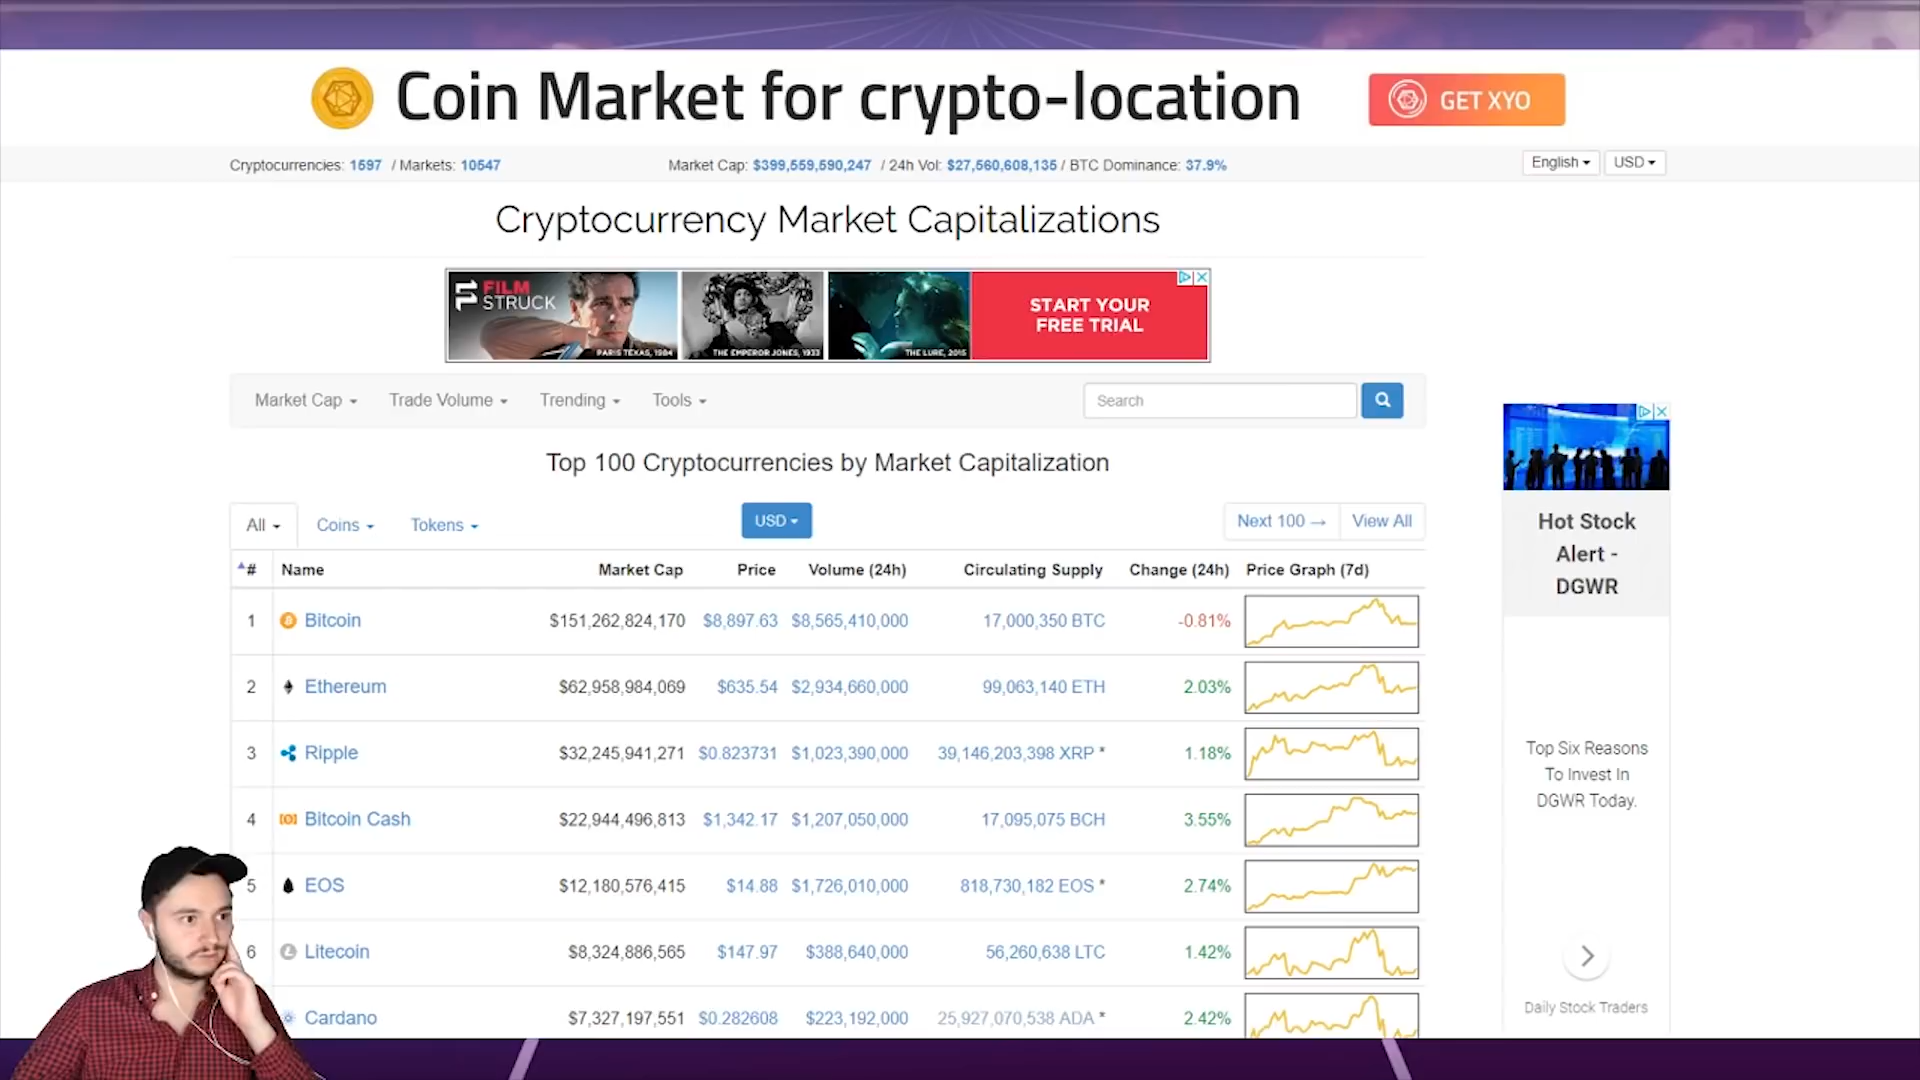 Coin Market for crypto-location
GET XYO
Cryptocurrencies: 1597 / Markets: 10547
Market Cap: $399,559,590,247 / 24h Vol: $27,560,608,135 / BTC Dominance: 37.9%
English
USD
Cryptocurrency Market Capitalizations
FILM
STRUCK
PARIS TEXAS, 1984
THE EMPEROR JONES, 1933
THE LURE, 2015
START YOUR
FREE TRIAL
Market Cap
Trade Volume
Trending
Tools
Search
Top 100 Cryptocurrencies by Market Capitalization
All
Coins
Tokens
USD
Next 100 →
View All
# Name Market Cap Price Volume (24h) Circulating Supply Change (24h) Price Graph (7d)
1 Bitcoin $151,262,824,170 $8,897.63 $8,565,410,000 17,000,350 BTC -0.81%
2 Ethereum $62,958,984,069 $635.54 $2,934,660,000 99,063,140 ETH 2.03%
3 Ripple $32,245,941,271 $0.823731 $1,023,390,000 39,146,203,398 XRP * 1.18%
4 Bitcoin Cash $22,944,496,813 $1,342.17 $1,207,050,000 17,095,075 BCH 3.55%
5 EOS $12,180,576,415 $14.88 $1,726,010,000 818,730,182 EOS * 2.74%
6 Litecoin $8,324,886,565 $147.97 $388,640,000 56,260,638 LTC 1.42%
Cardano $7,327,197,551 $0.282608 $223,192,000 25,927,070,538 ADA * 2.42%
Hot Stock
Alert -
DGWR
Top Six Reasons
To Invest In
DGWR Today.
Daily Stock Traders